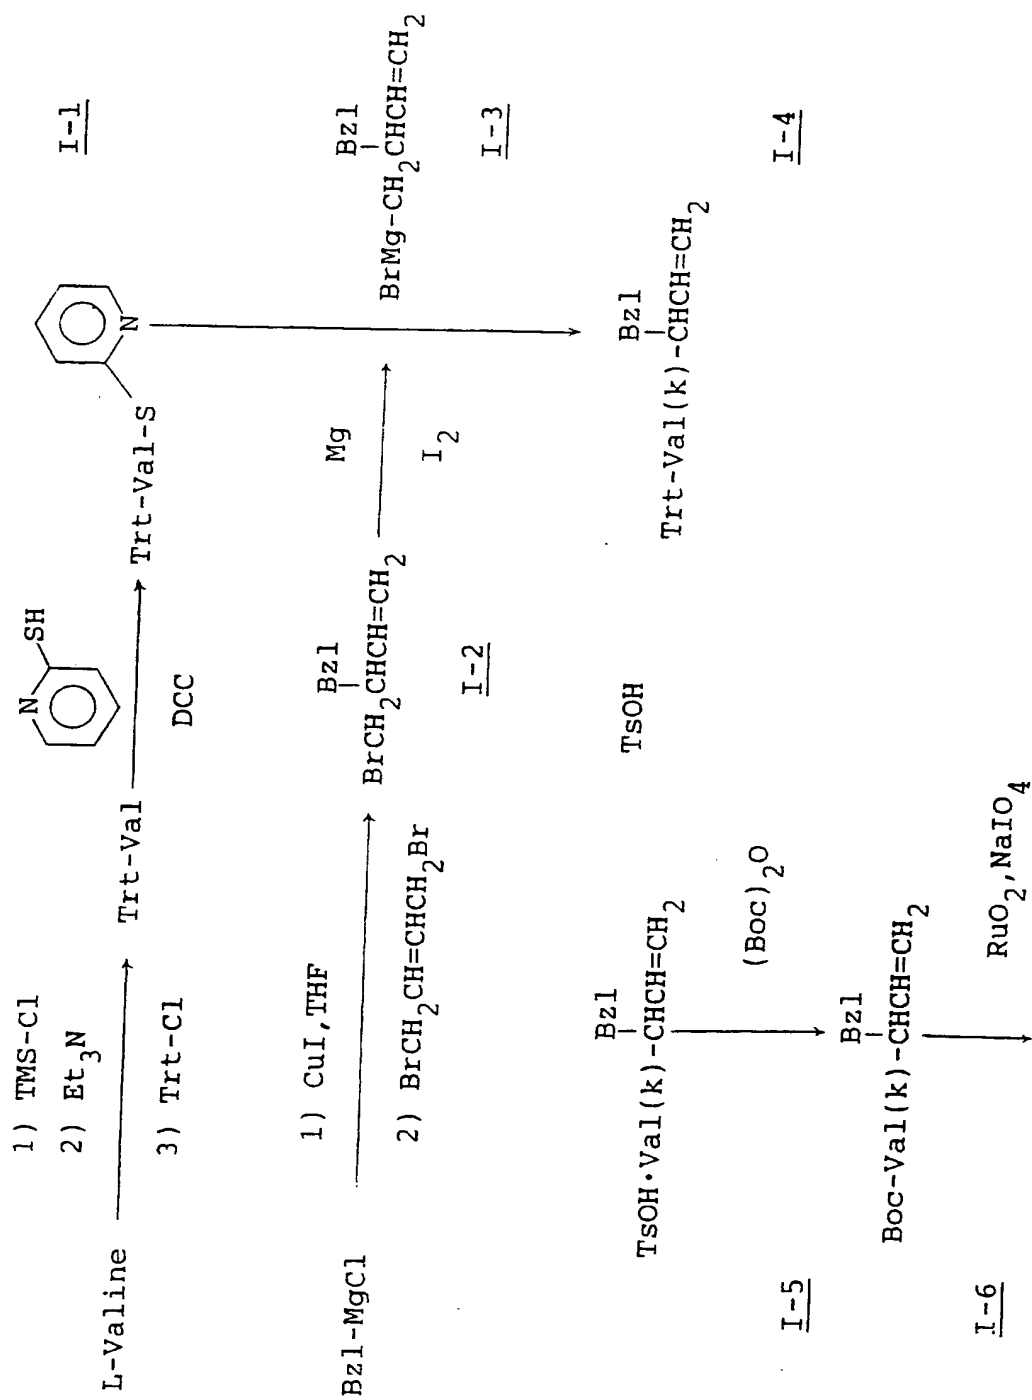 1) TMS-Cl
2) Et3N
3) Trt-Cl
L-Valine
Trt-Val
N
SH
DCC
Trt-Val-S
N
I-1
Bzl-MgCl
1) CuI,THF
2) BrCH2CH=CHCH2Br
Bzl
BrCH2CHCH=CH2
I-2
Mg
I2
Bzl
BrMg-CH2CHCH=CH2
I-3
Bzl
Trt-Val(k)-CHCH=CH2
I-4
TsOH
Bzl
TsOH·Val(k)-CHCH=CH2
I-5
(Boc)2O
Bzl
Boc-Val(k)-CHCH=CH2
I-6
RuO2,NaIO4